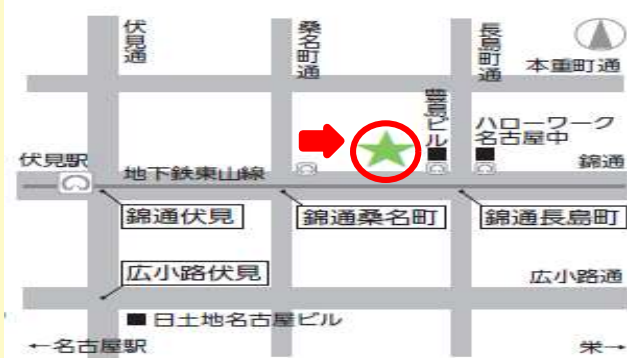 伏見通
桑名町通
長島町通
本重町通
豊島ビル
ハローワーク
名古屋中
伏見駅
地下鉄東山線
錦通
錦通伏見
錦通桑名町
錦通長島町
広小路伏見
広小路通
■日土地名古屋ビル
←名古屋駅
栄→